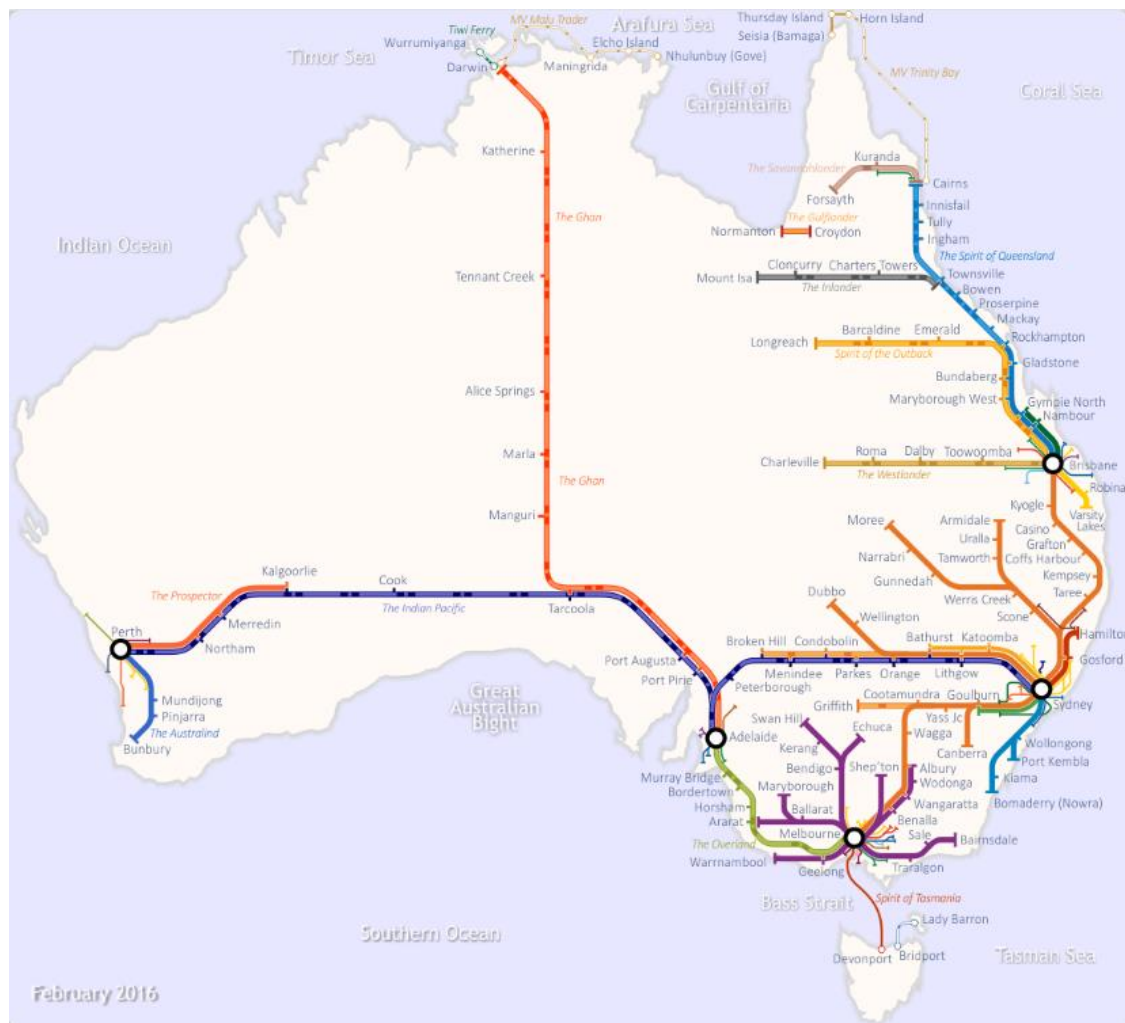 Arafura Sea
MV Malu Trader
Thursday Island
Horn Island
Tiwi Ferry
Seisia (Bamaga)
Wurrumiyanga
Elcho Island
Timor Sea
Nhulunbuy (Gove)
Darwin
Maningrida
MV Trinity Bay
Gulf of
Carpentaria
Coral Sea
Katherine
Kuranda
The Savannahlander
Cairns
Forsyath
Innisfail
The Ghan
The Gulflander
Tully
Normanton
Croydon
Ingham
Indian Ocean
The Spirit of Queensland
Cloncurry
Charters Towers
Townsville
Tennant Creek
Mount Isa
The Inlander
Bowen
Proserpine
Mackay
Barcaldine
Emerald
Rockhampton
Longreach
Spirit of the Outback
Gladstone
Bundaberg
Alice Springs
Maryborough West
Gympie North
Nambour
Marla
Roma
Dalby
Toowoomba
Charleville
Brisbane
The Westlander
The Ghan
Robina
Kyogle
Manguri
Varsity
Lakes
Moree
Armidale
Casino
Uralla
Grafton
Narrabri
Tamworth
Coffs Harbour
Kalgoorlie
Gunnedah
Kempsey
Cook
Dubbo
Taree
The Prospector
The Indian Pacific
Tarcoola
Werris Creek
Wellington
Scone
Merredin
Perth
Broken Hill
Condobolin
Bathurst
Katoomba
Hamilton
Northam
Port Augusta
Gosford
Port Pirie
Menindee
Parkes
Orange
Lithgow
Peterborough
Great
Australian
Bight
Cootamundra
Goulburn
Mundijong
Griffith
Sydney
Pinjarra
Swan Hill
Echuca
Yass Jc
The Australind
Adelaide
Wagga
Bunbury
Kerang
Canberra
Wollongong
Bendigo
Shep'ton
Albury
Port Kembla
Murray Bridge
Maryborough
Wodonga
Kiama
Bordertown
Wangaratta
Bomaderry (Nowra)
Horsham
Ballarat
Ararat
Benalla
Melbourne
Sale
Bairnsdale
The Overland
Warrnambool
Geelong
Traralgon
Bass Strait
Spirit of Tasmania
Lady Barron
Southern Ocean
Devonport
Bridport
Tasman Sea
February 2016